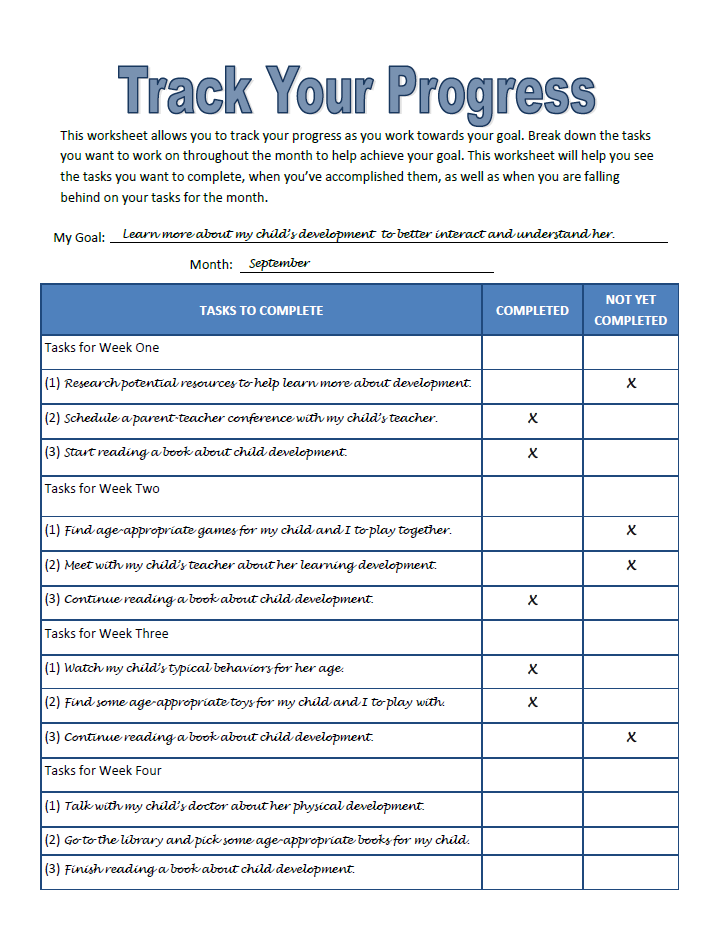 Track Your Progress
This worksheet allows you to track your progress as you work towards your goal. Break down the tasks
you want to work on throughout the month to help achieve your goal. This worksheet will help you see
the tasks you want to complete, when you've accomplished them, as well as when you are falling
behind on your tasks for the month.
My Goal: Learn more about my child's development to better interact and understand her.
Month: September
TASKS TO COMPLETE COMPLETED NOT YET
COMPLETED
Tasks for Week One
(1) Research potential resources to help learn more about development. X
(2) Schedule a parent-teacher conference with my child's teacher. X
(3) Start reading a book about child development. X
Tasks for Week Two
(1) Find age-appropriate games for my child and I to play together. X
(2) Meet with my child's teacher about her learning development. X
(3) Continue reading a book about child development. X
Tasks for Week Three
(1) Watch my child's typical behaviors for her age. X
(2) Find some age-appropriate toys for my child and I to play with. X
(3) Continue reading a book about child development. X
Tasks for Week Four
(1) Talk with my child's doctor about her physical development.
(2) Go to the library and pick some age-appropriate books for my child.
(3) Finish reading a book about child development.